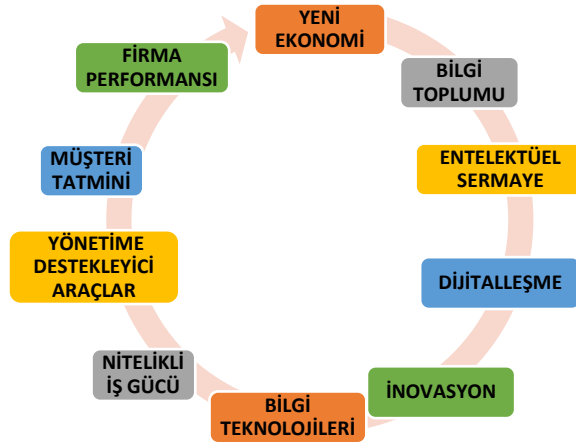 YENİ
EKONOMİ
BİLGİ
TOPLUMU
ENTELEKTÜEL
SERMAYE
DİJİTALLEŞME
İNOVASYON
BİLGİ
TEKNOLOJİLERİ
NİTELİKLİ
İŞ GÜCÜ
YÖNETİME
DESTEKLEYİCİ
ARAÇLAR
MÜŞTERİ
TATMİNİ
FİRMA
PERFORMANSI